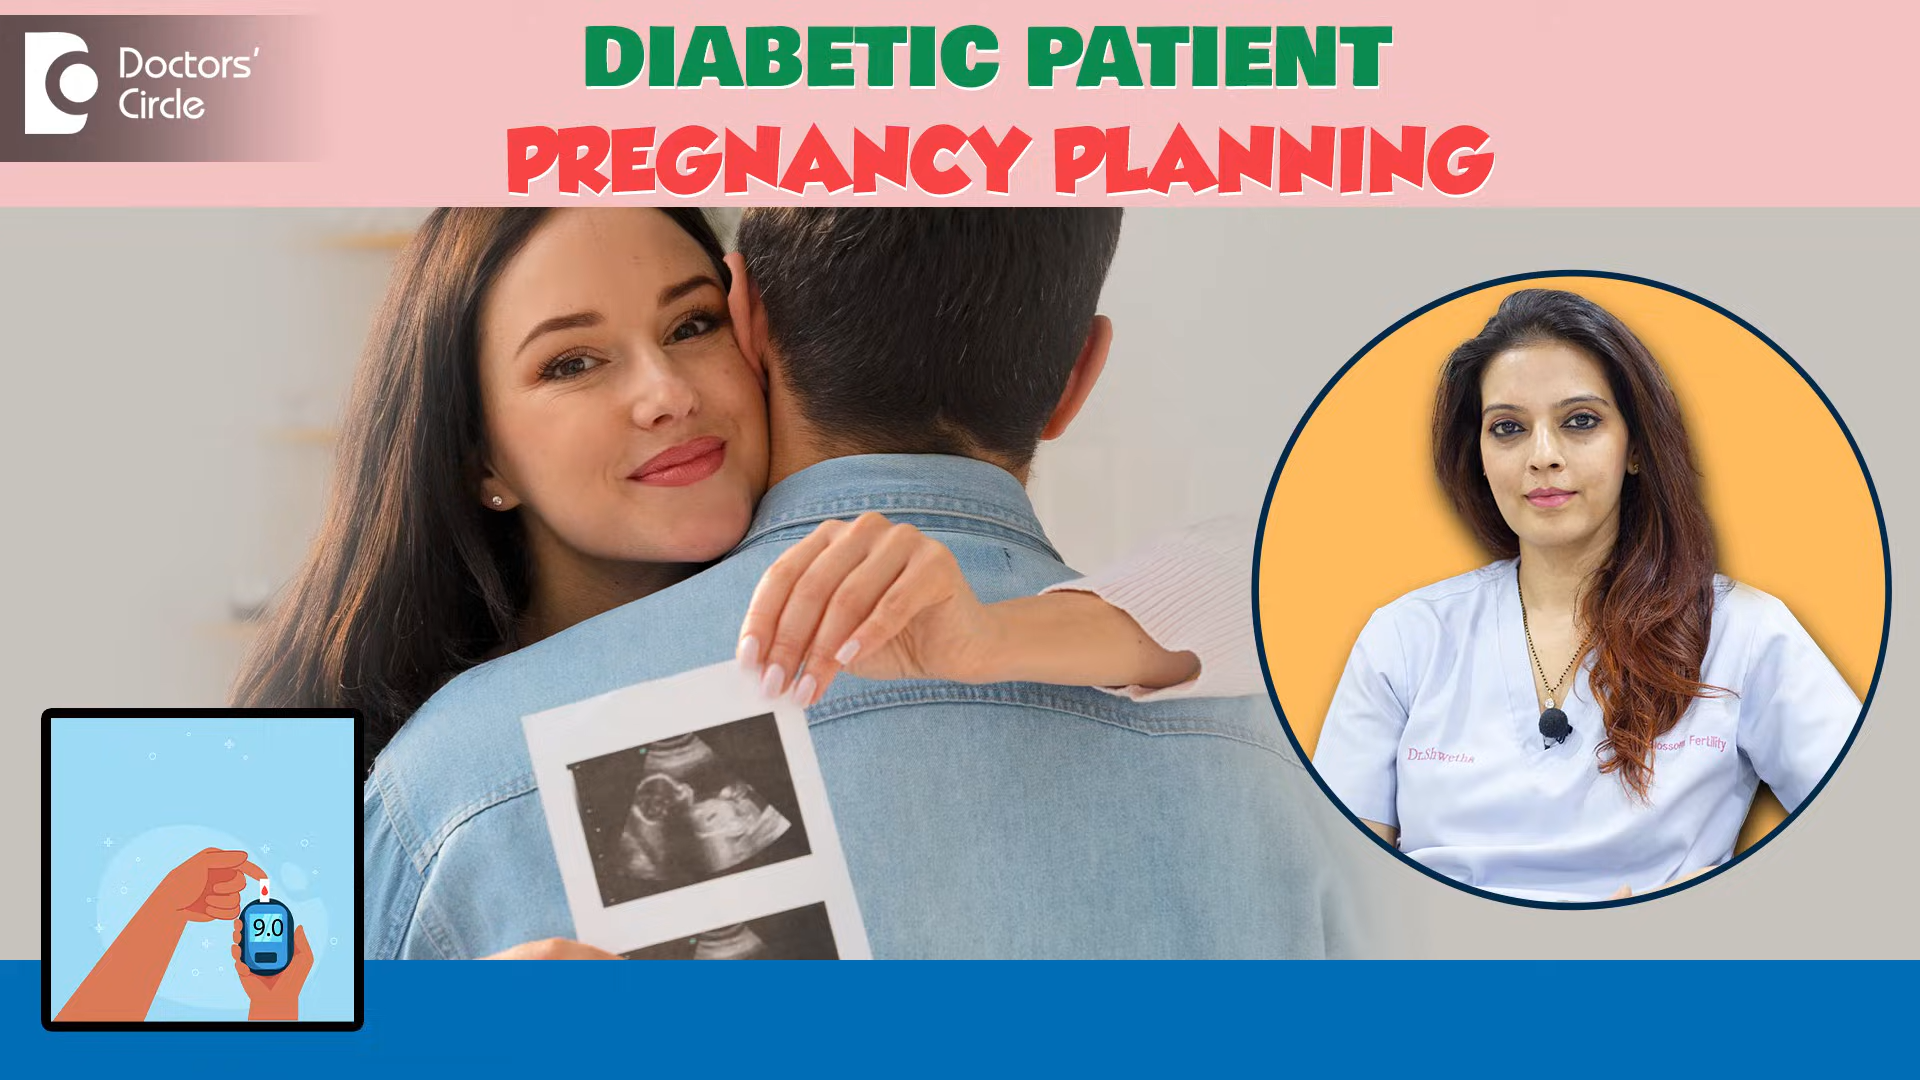 Doctors'
Circle
DIABETIC PATIENT
PREGNANCY PLANNING
Dr.Shwetha
Fertility
9.0